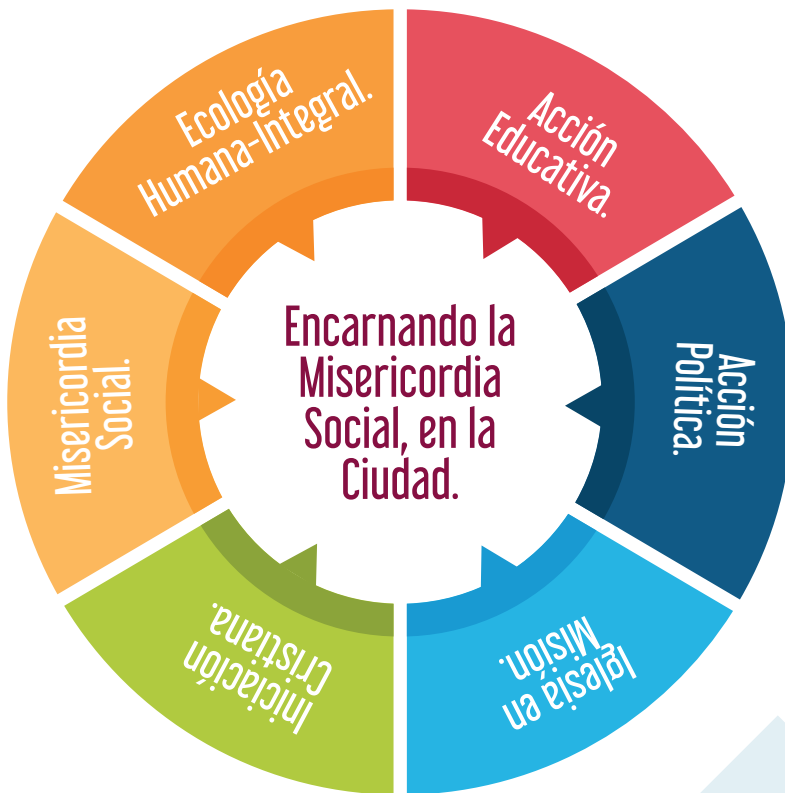 Ecología
Humana-Integral.
Acción
Educativa.
Misericordia
Social.
Encarnando la
Misericordia
Social, en la
Ciudad.
Acción
Política.
Iniciación
Cristiana.
Iglesia en
Misión.